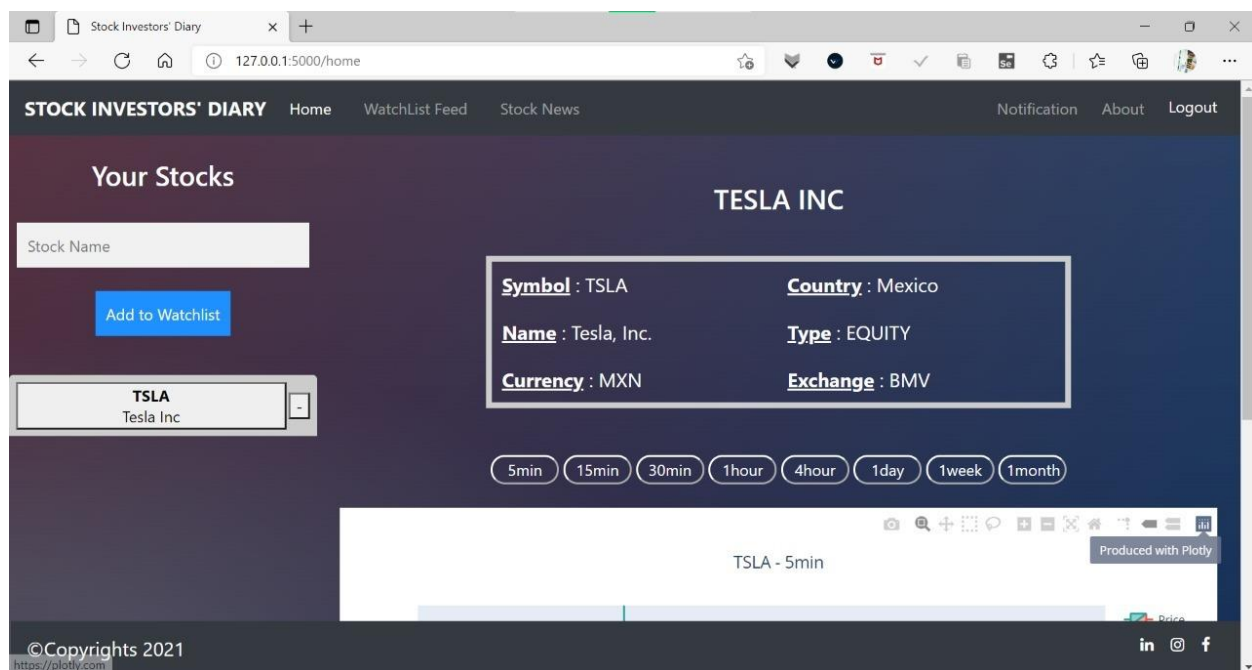 Stock Investors' Diary
127.0.0.1:5000/home
Se
STOCK INVESTORS' DIARY Home WatchList Feed Stock News Notification About Logout
Your Stocks
Stock Name
Add to Watchlist
TSLA
Tesla Inc
-
TESLA INC
Symbol : TSLA Country : Mexico
Name : Tesla, Inc. Type : EQUITY
Currency : MXN Exchange : BMV
5min 15min 30min 1hour 4hour 1day 1week 1month
Produced with Plotly
TSLA - 5min
Price
©Copyrights 2021
in f
https://plotly.com